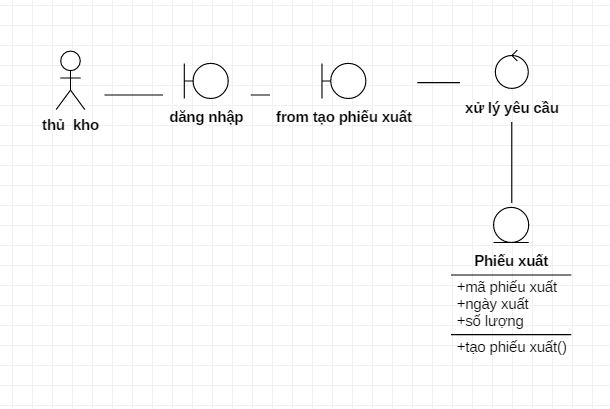 thủ kho
dăng nhập
from tạo phiếu xuất
xử lý yêu cầu
Phiếu xuất
+mã phiếu xuất
+ngày xuất
+số lượng
+tạo phiếu xuất()